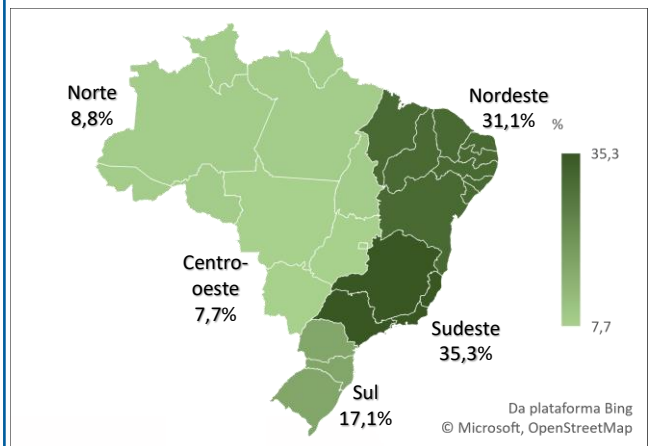 Norte
8,8%
Nordeste
31,1%
%
35,3
Centro-
oeste
7,7%
7,7
Sudeste
35,3%
Sul
17,1%
Da plataforma Bing
© Microsoft, OpenStreetMap